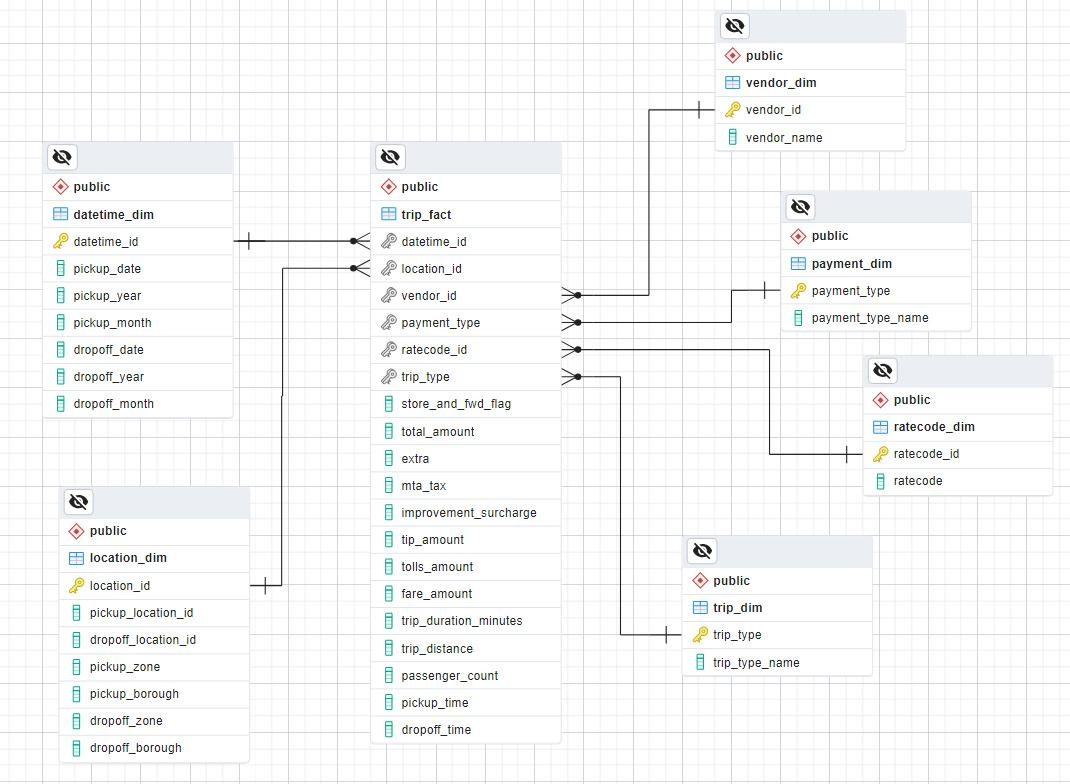 public
vendor_dim
vendor_id
vendor_name
public
datetime_dim
datetime_id
pickup_date
pickup_year
pickup_month
dropoff_date
dropoff_year
dropoff_month
public
trip_fact
datetime_id
location_id
vendor_id
payment_type
ratecode_id
trip_type
store_and_fwd_flag
total_amount
extra
mta_tax
improvement_surcharge
tip_amount
tolls_amount
fare_amount
trip_duration_minutes
trip_distance
passenger_count
pickup_time
dropoff_time
public
payment_dim
payment_type
payment_type_name
public
ratecode_dim
ratecode_id
ratecode
public
location_dim
location_id
pickup_location_id
dropoff_location_id
pickup_zone
pickup_borough
dropoff_zone
dropoff_borough
public
trip_dim
trip_type
trip_type_name